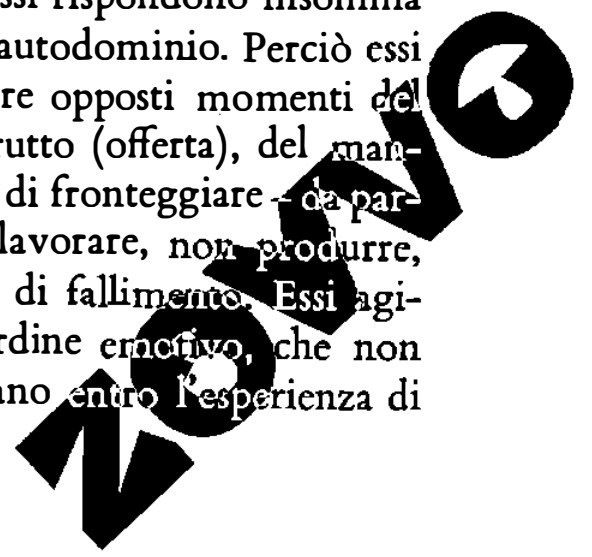 ssi rispondono insomma
autodominio. Perciò essi
re opposti momenti del
rutto (offerta), del man-
di fronteggiare – da par-
lavorare, non produrre,
di fallimento. Essi agi-
rdine emotivo, che non
ano entro l'esperienza di